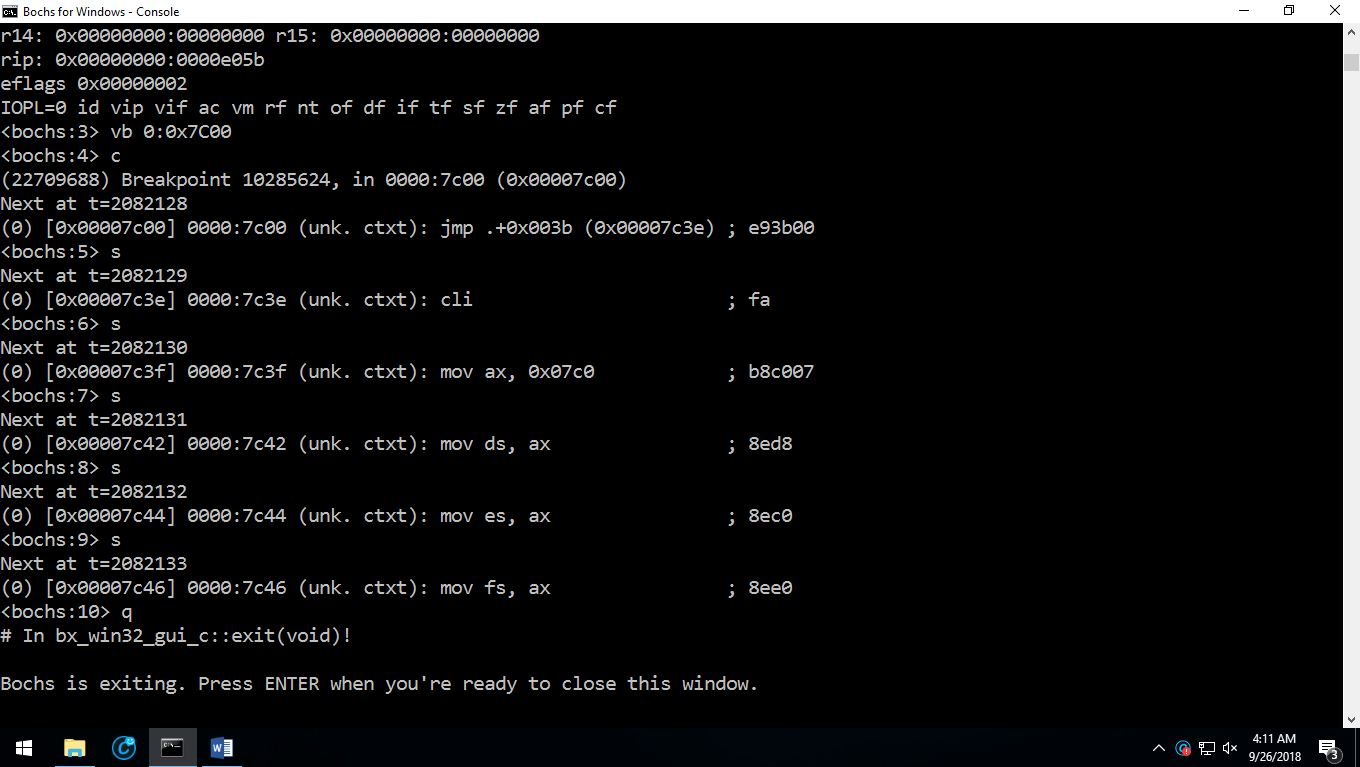 Bochs for Windows - Console
r14: 0x00000000:00000000 r15: 0x00000000:00000000
rip: 0x00000000:0000e05b
eflags 0x00000002
IOPL=0 id vip vif ac vm rf nt of df if tf sf zf af pf cf
<bochs:3> vb 0:0x7C00
<bochs:4> c
(22709688) Breakpoint 10285624, in 0000:7c00 (0x00007c00)
Next at t=2082128
(0) [0x00007c00] 0000:7c00 (unk. ctxt): jmp .+0x003b (0x00007c3e) ; e93b00
<bochs:5> s
Next at t=2082129
(0) [0x00007c3e] 0000:7c3e (unk. ctxt): cli                       ; fa
<bochs:6> s
Next at t=2082130
(0) [0x00007c3f] 0000:7c3f (unk. ctxt): mov ax, 0x07c0            ; b8c007
<bochs:7> s
Next at t=2082131
(0) [0x00007c42] 0000:7c42 (unk. ctxt): mov ds, ax                ; 8ed8
<bochs:8> s
Next at t=2082132
(0) [0x00007c44] 0000:7c44 (unk. ctxt): mov es, ax                ; 8ec0
<bochs:9> s
Next at t=2082133
(0) [0x00007c46] 0000:7c46 (unk. ctxt): mov fs, ax                ; 8ee0
<bochs:10> q
# In bx_win32_gui_c::exit(void)!
Bochs is exiting. Press ENTER when you're ready to close this window.
4:11 AM
9/26/2018
3